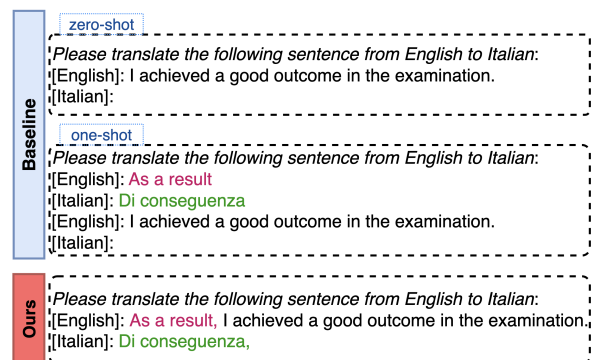 zero-shot
Please translate the following sentence from English to Italian:
[English]: I achieved a good outcome in the examination.
[Italian]:
Baseline
one-shot
Please translate the following sentence from English to Italian:
[English]: As a result
[Italian]: Di conseguenza
[English]: I achieved a good outcome in the examination.
[Italian]:
Ours
Please translate the following sentence from English to Italian:
[English]: As a result, I achieved a good outcome in the examination.
[Italian]: Di conseguenza,